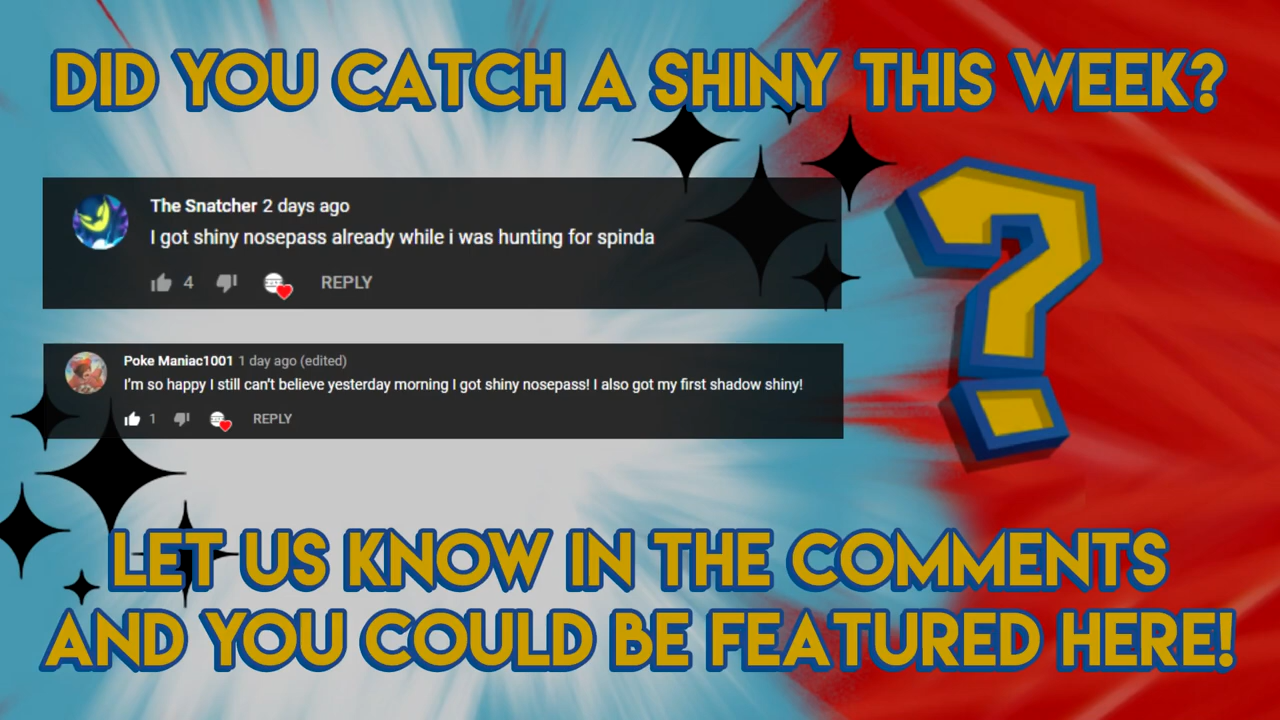 DID YOU CATCH A SHINY THIS WEEK?
The Snatcher 2 days ago
I got shiny nosepass already while i was hunting for spinda
4 REPLY
Poke Maniac1001 1 day ago (edited)
I'm so happy I still can't believe yesterday morning I got shiny nosepass! I also got my first shadow shiny!
1 REPLY
?
LET US KNOW IN THE COMMENTS
AND YOU COULD BE FEATURED HERE!